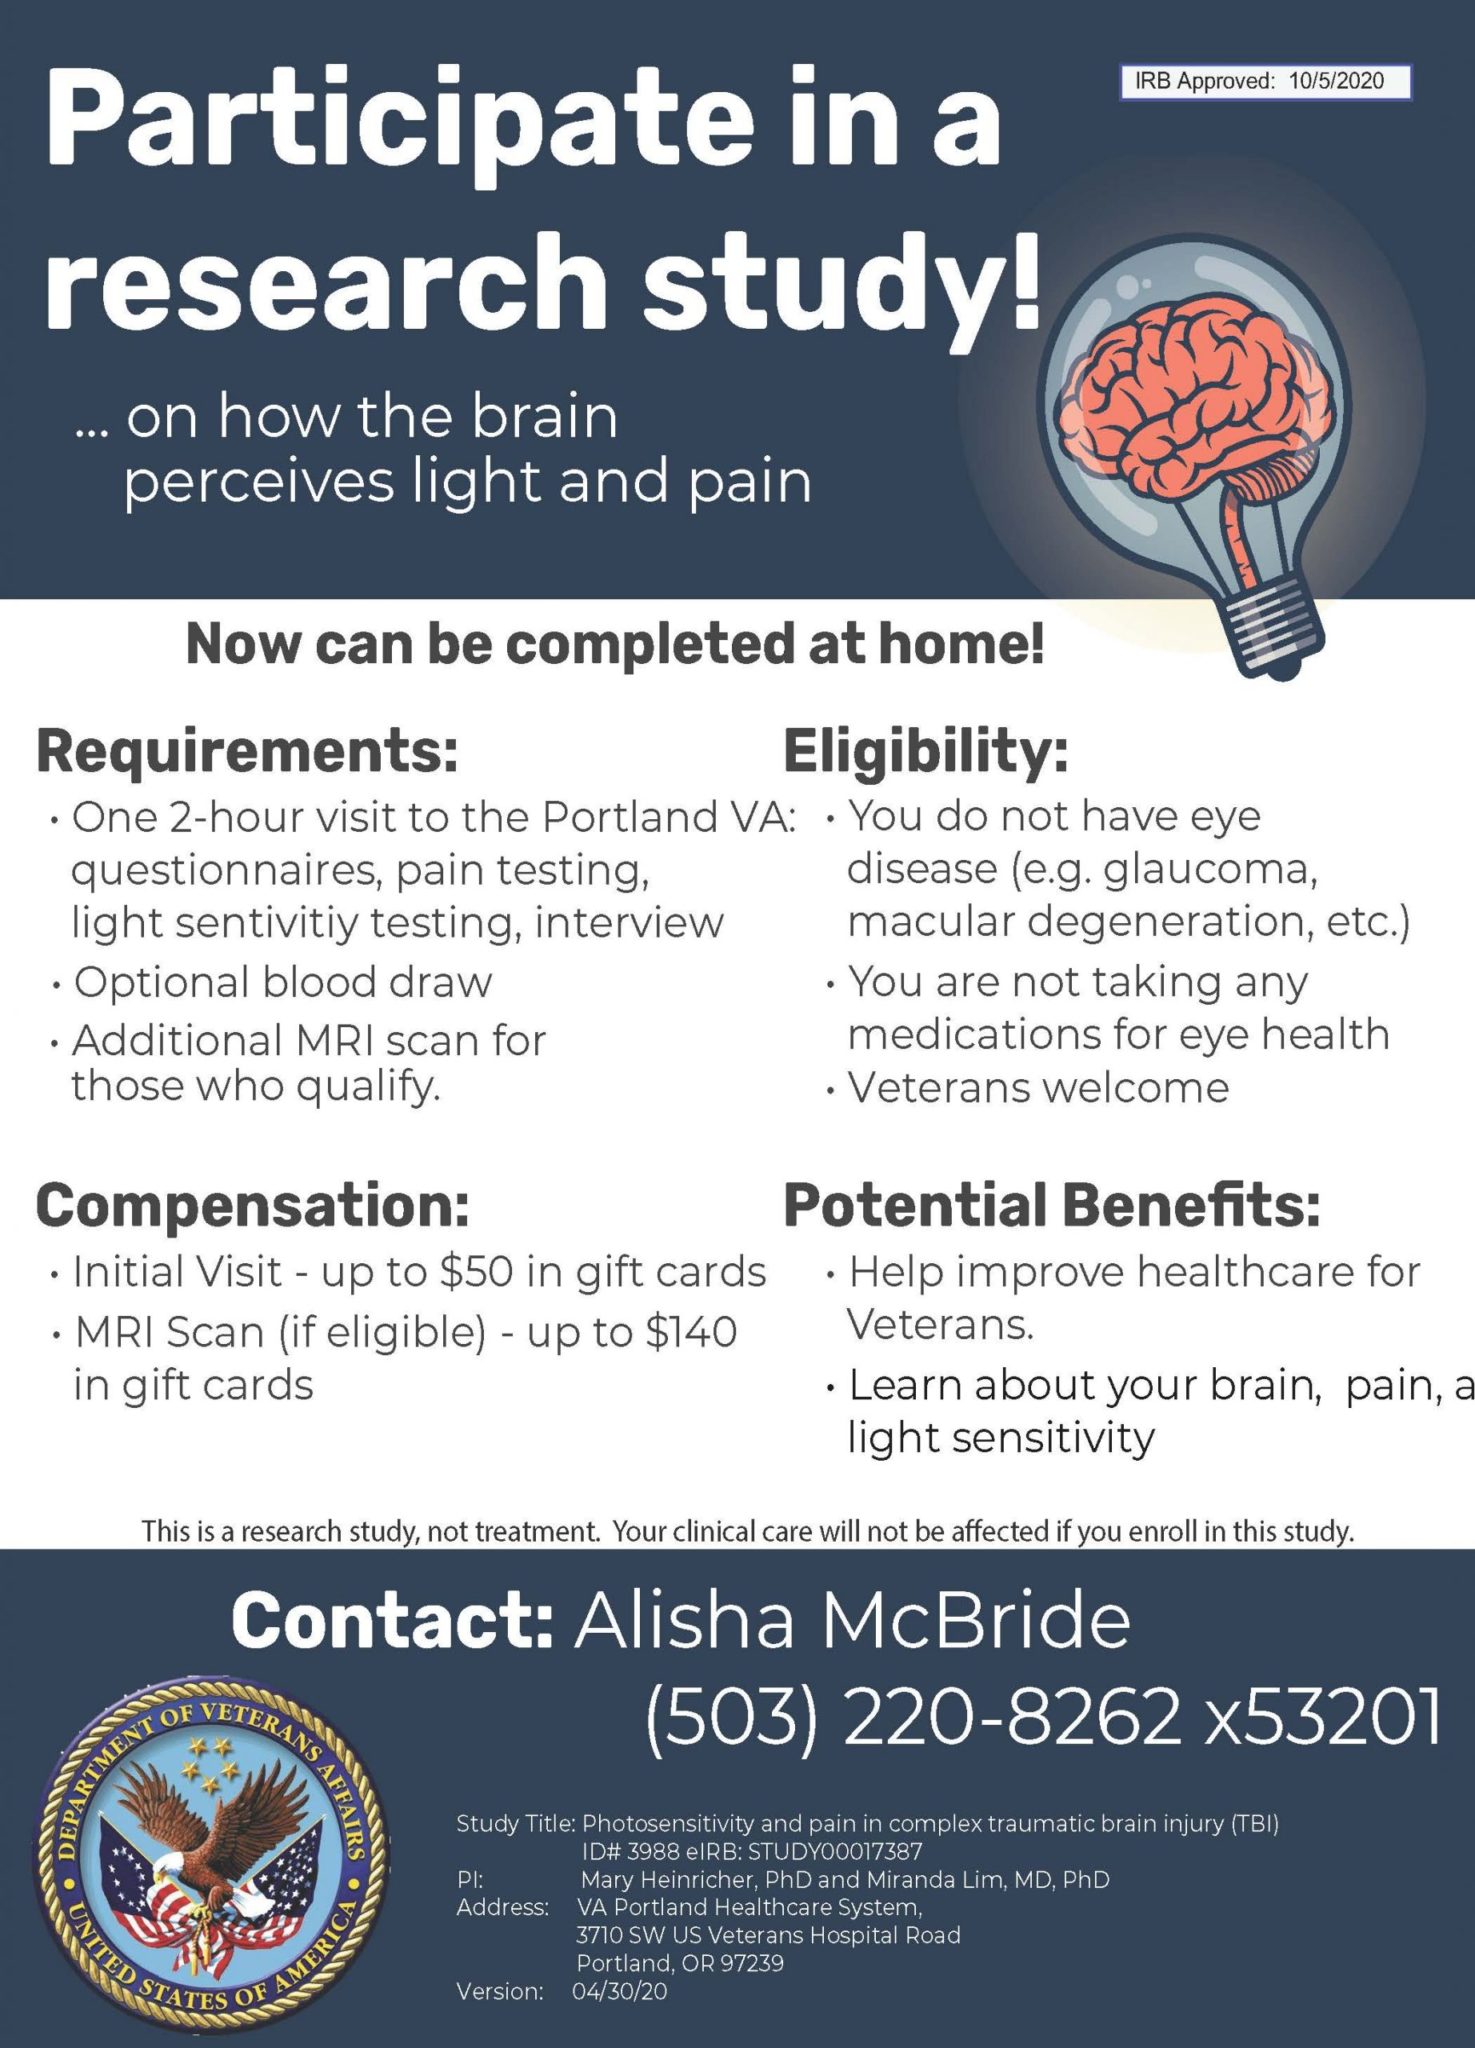 IRB Approved:  10/5/2020
Participate in a
research study!
... on how the brain
perceives light and pain
Now can be completed at home!
Requirements:
• One 2-hour visit to the Portland VA:
questionnaires, pain testing,
light sentivitiy testing, interview
• Optional blood draw
• Additional MRI scan for
those who qualify.
Eligibility:
• You do not have eye
disease (e.g. glaucoma,
macular degeneration, etc.)
• You are not taking any
medications for eye health
• Veterans welcome
Compensation:
• Initial Visit - up to $50 in gift cards
• MRI Scan (if eligible) - up to $140
in gift cards
Potential Benefits:
• Help improve healthcare for
Veterans.
• Learn about your brain,  pain, a
light sensitivity
This is a research study, not treatment.  Your clinical care will not be affected if you enroll in this study.
Contact: Alisha McBride
(503) 220-8262 x53201
DEPARTMENT OF VETERANS AFFAIRS
UNITED STATES OF AMERICA
Study Title: Photosensitivity and pain in complex traumatic brain injury (TBI)
ID# 3988 eIRB: STUDY00017387
PI: Mary Heinricher, PhD and Miranda Lim, MD, PhD
Address: VA Portland Healthcare System,
3710 SW US Veterans Hospital Road
Portland, OR 97239
Version: 04/30/20